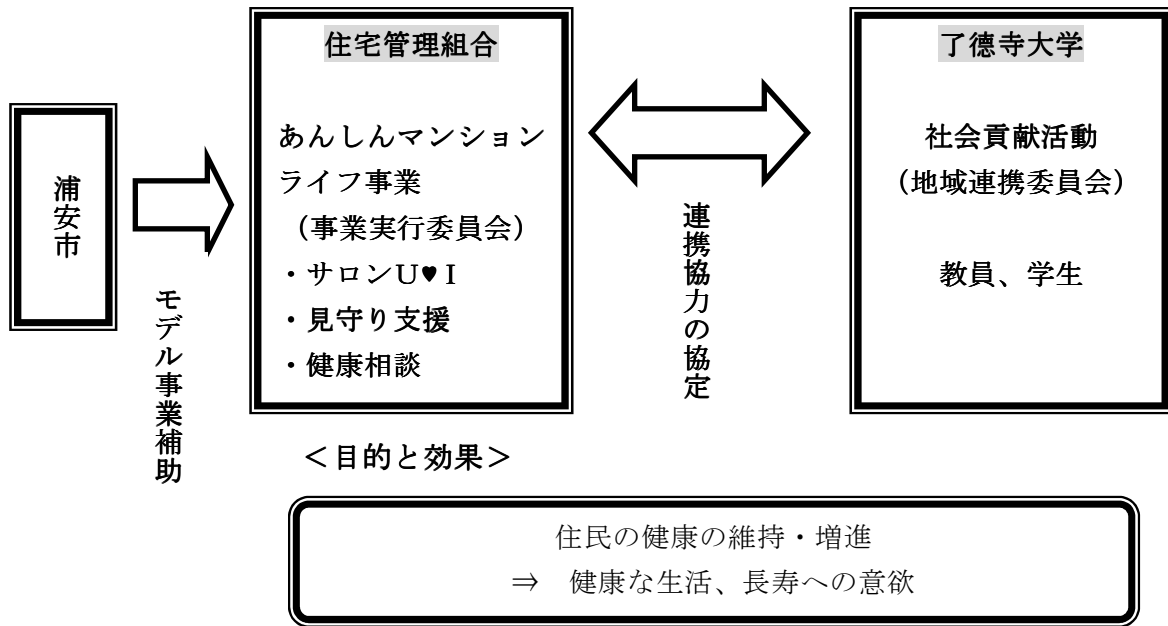 浦安市
モデル事業補助
住宅管理組合
あんしんマンション
ライフ事業
（事業実行委員会）
・サロンＵ♥Ｉ
・見守り支援
・健康相談
連携協力の協定
了徳寺大学
社会貢献活動
（地域連携委員会）
教員、学生
＜目的と効果＞
住民の健康の維持・増進
⇒　健康な生活、長寿への意欲